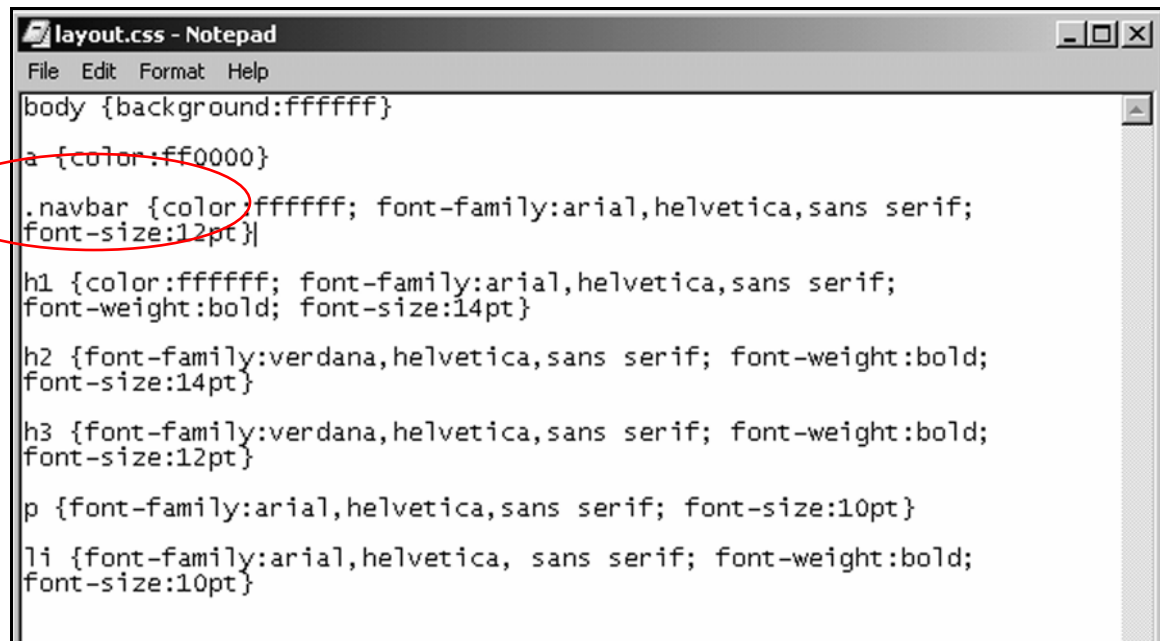 layout.css - Notepad
File Edit Format Help
body {background:ffffff}
a {color:ff0000}
.navbar {color:ffffff; font-family:arial,helvetica,sans serif;
font-size:12pt}
h1 {color:ffffff; font-family:arial,helvetica,sans serif;
font-weight:bold; font-size:14pt}
h2 {font-family:verdana,helvetica,sans serif; font-weight:bold;
font-size:14pt}
h3 {font-family:verdana,helvetica,sans serif; font-weight:bold;
font-size:12pt}
p {font-family:arial,helvetica,sans serif; font-size:10pt}
li {font-family:arial,helvetica, sans serif; font-weight:bold;
font-size:10pt}